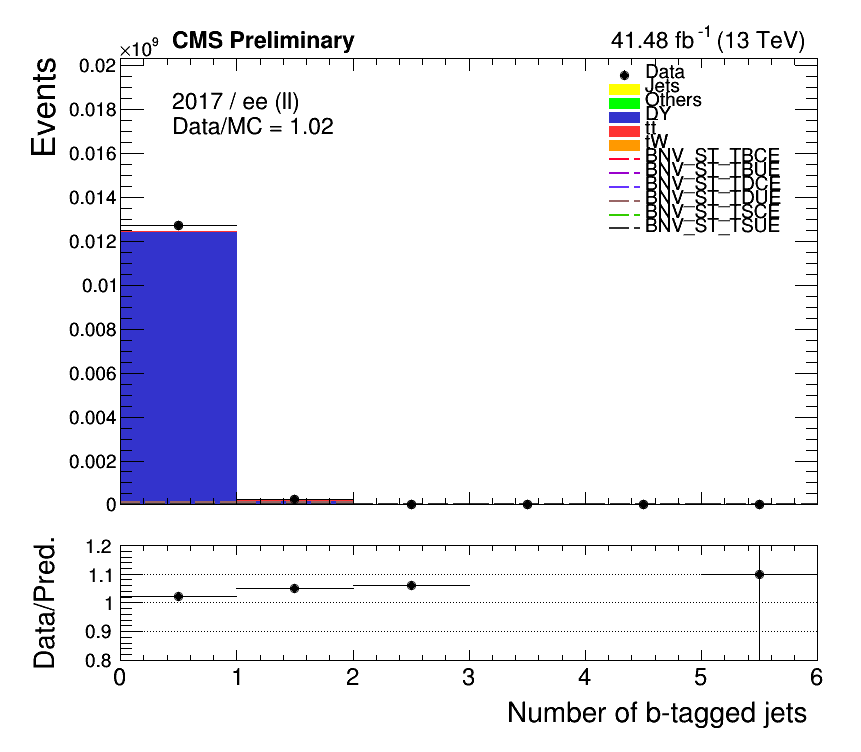 ×10⁹ CMS Preliminary 41.48 fb⁻¹ (13 TeV)
Events
0.02
0.018
0.016
0.014
0.012
0.01
0.008
0.006
0.004
0.002
0
2017 / ee (ll)
Data/MC = 1.02
Data
Jets
Others
DY
tt
tW
BNV_ST_TBCE
BNV_ST_TBUE
BNV_ST_TDCE
BNV_ST_TDUE
BNV_ST_TSCE
BNV_ST_TSUE
Data/Pred.
1.2
1.1
1
0.9
0.8
0 1 2 3 4 5 6
Number of b-tagged jets